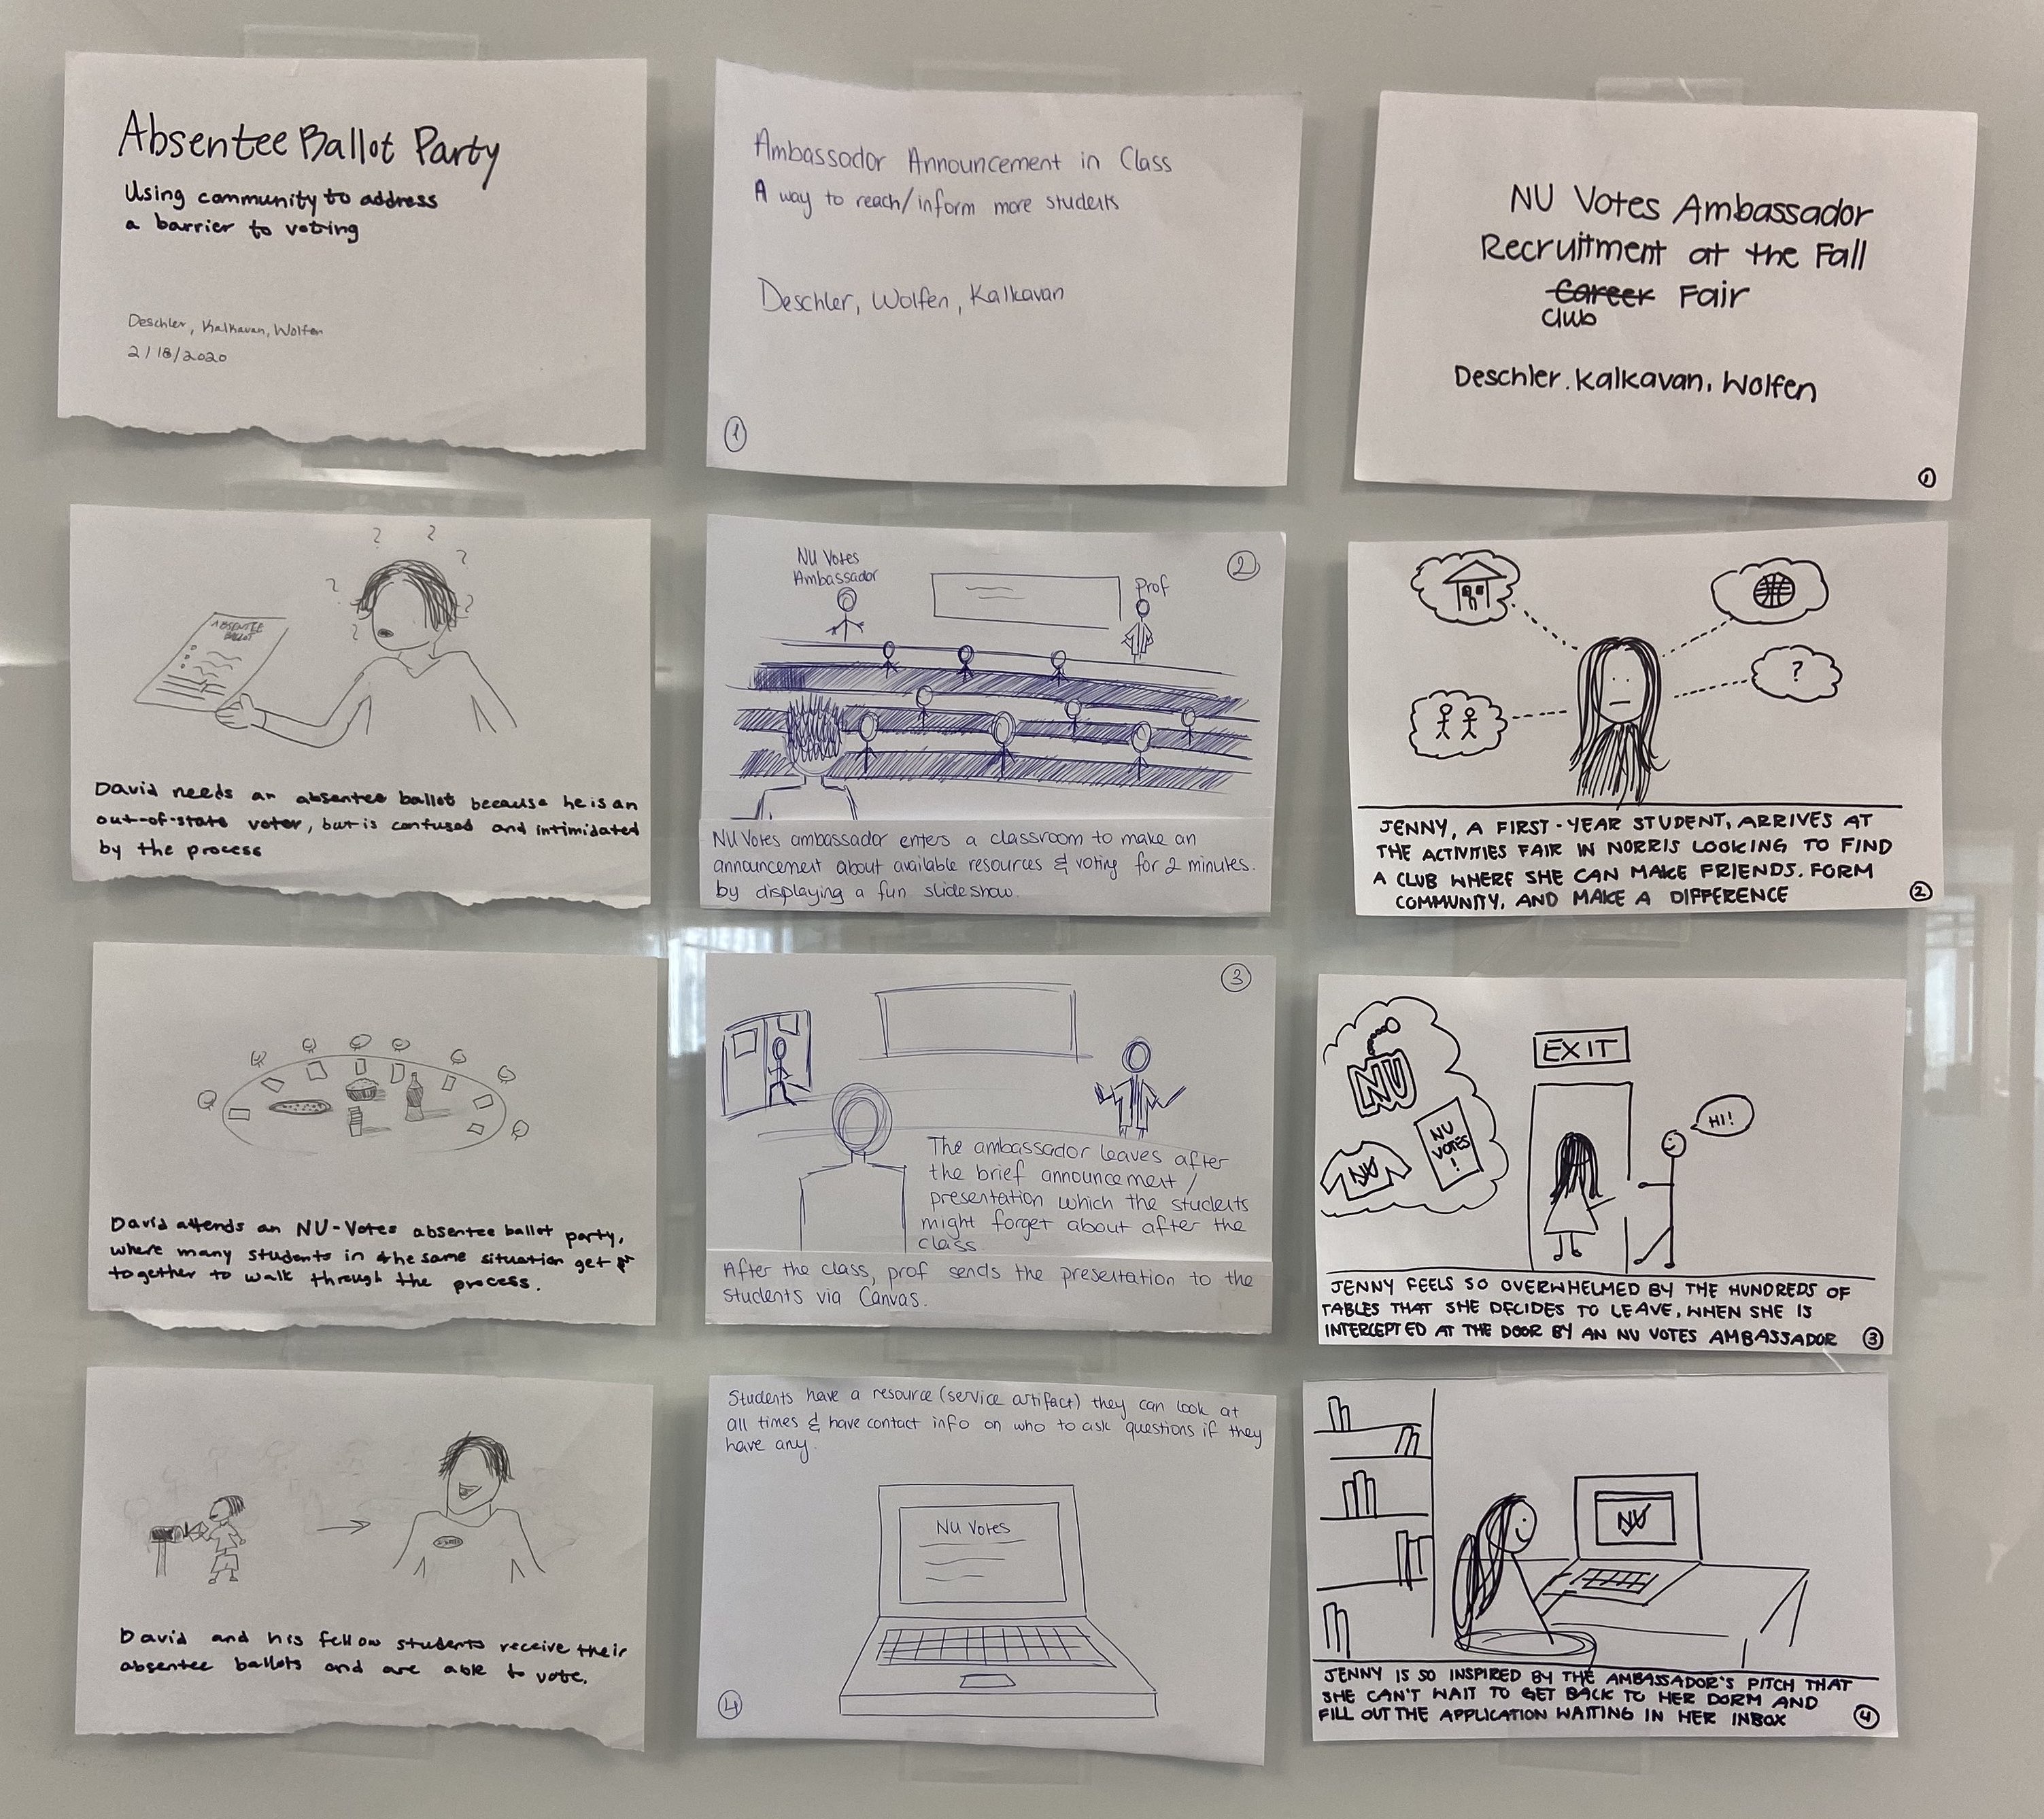 Absentee Ballot Party
Using community to address
a barrier to voting
Deschler, Kalkavan, Wolfen
2/18/2020
?
?
?
?
?
?
ABSENTEE
BALLOT
David needs an absentee ballot because he is an
out-of-state voter, but is confused and intimidated
by the process
David attends an NU-Votes absentee ballot party,
where many students in the same situation get
together to walk through the process.
David and his fellow students receive their
absentee ballots and are able to vote.
Ambassador Announcement in Class
A way to reach/inform more students
Deschler, Wolfen, Kalkavan
1
NU Votes
Ambassador
Prof
2
NU Votes ambassador enters a classroom to make an
announcement about available resources & voting for 2 minutes.
by displaying a fun slideshow.
3
The ambassador leaves after
the brief announcement /
presentation which the students
might forget about after the
class.
After the class, prof sends the presentation to the
students via Canvas.
Students have a resource (service artifact) they can look at
all times & have contact info on who to ask questions if they
have any.
NU Votes
4
NU Votes Ambassador
Recruitment at the Fall
Career Fair
Club
Deschler, Kalkavan, Wolfen
1
?
JENNY, A FIRST-YEAR STUDENT, ARRIVES AT
THE ACTIVITIES FAIR IN NORRIS LOOKING TO FIND
A CLUB WHERE SHE CAN MAKE FRIENDS, FORM
COMMUNITY, AND MAKE A DIFFERENCE
2
NU
NU
VOTES
!
NV
EXIT
HI!
JENNY FEELS SO OVERWHELMED BY THE HUNDREDS OF
TABLES THAT SHE DECIDES TO LEAVE, WHEN SHE IS
INTERCEPTED AT THE DOOR BY AN NU VOTES AMBASSADOR
3
NV
JENNY IS SO INSPIRED BY THE AMBASSADOR'S PITCH THAT
SHE CAN'T WAIT TO GET BACK TO HER DORM AND
FILL OUT THE APPLICATION WAITING IN HER INBOX
4